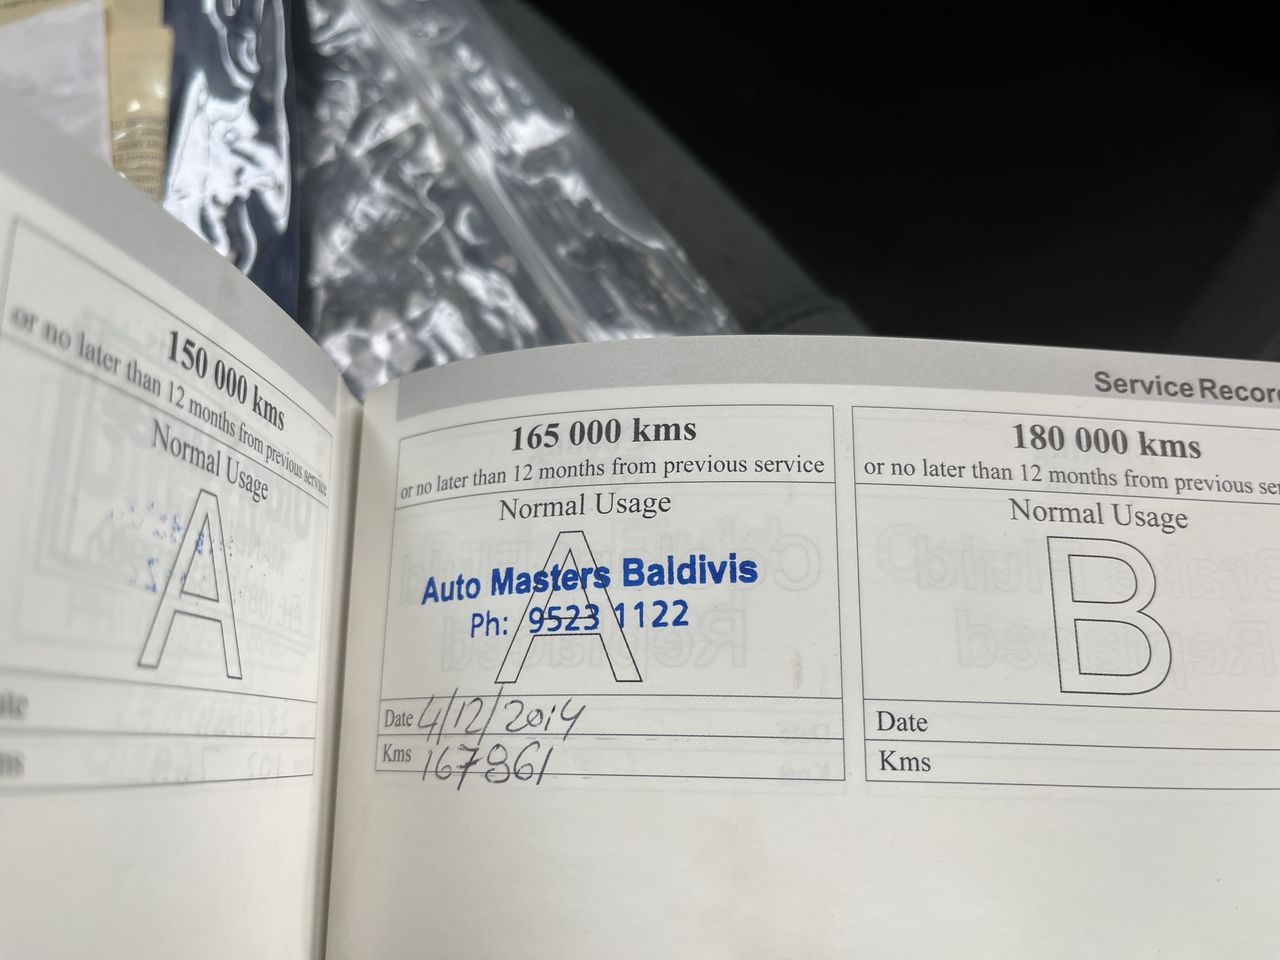 150 000 kms
or no later than 12 months from previous service
Normal Usage
A
Service
165 000 kms
or no later than 12 months from previous service
Normal Usage
A
Auto Masters Baldivis
Ph: 9523 1122
Date 4/12/2014
Kms 167861
180 000 kms
or no later than 12 months from previous
Normal Usage
B
Date
Kms